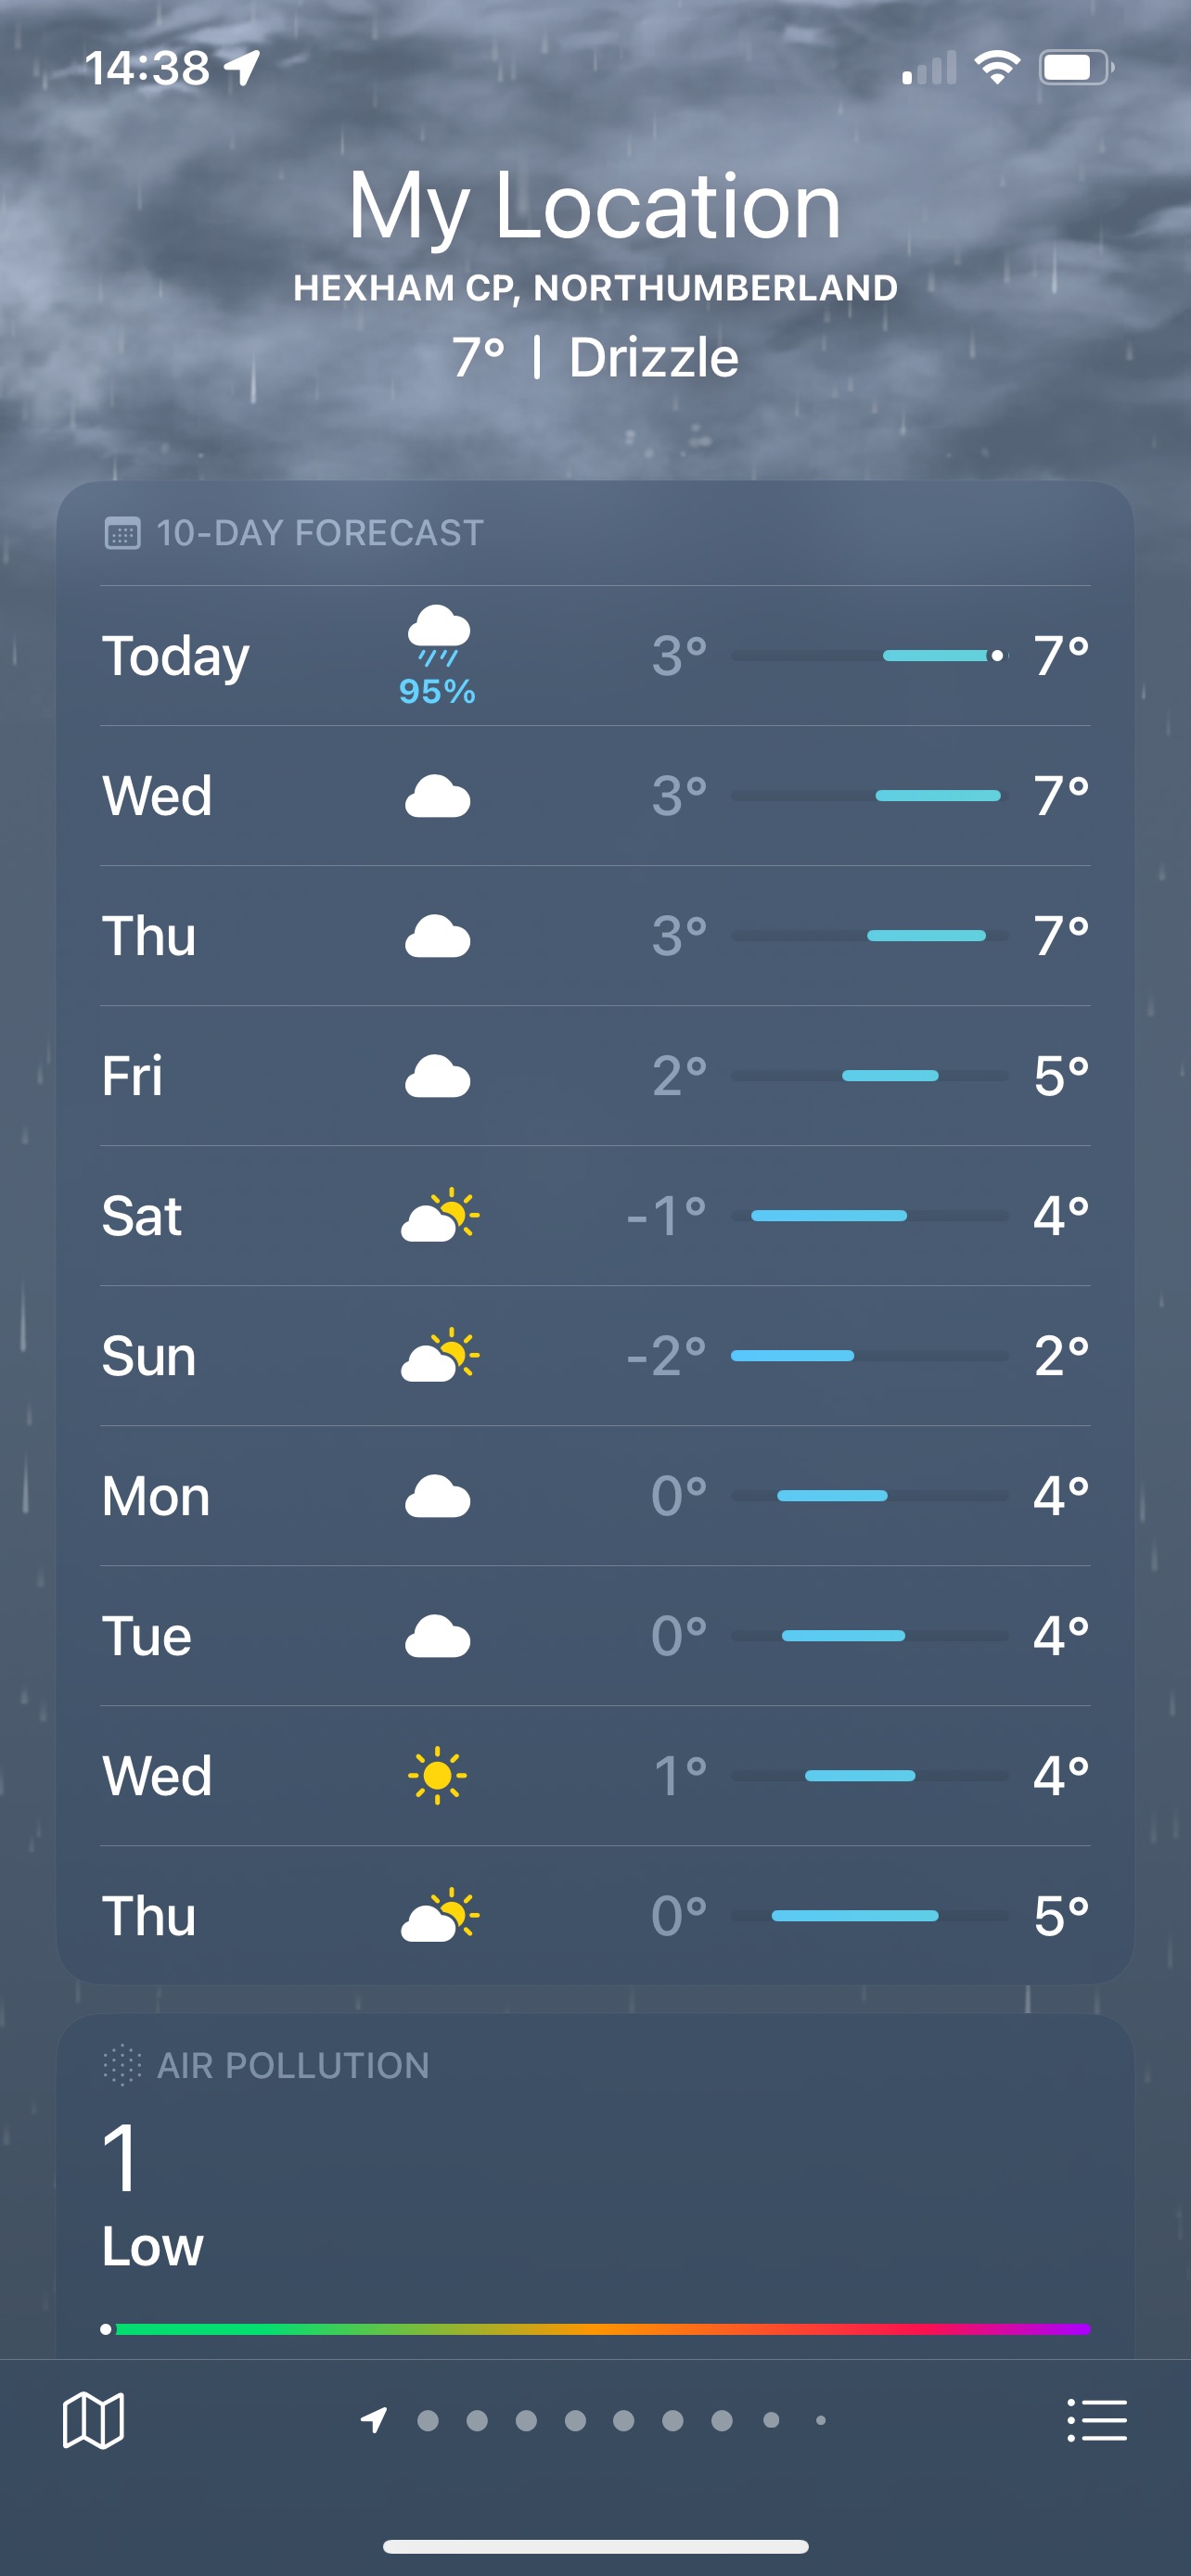 14:38
My Location
HEXHAM CP, NORTHUMBERLAND
7° | Drizzle
10-DAY FORECAST
Today 95% 3° 7°
Wed 3° 7°
Thu 3° 7°
Fri 2° 5°
Sat -1° 4°
Sun -2° 2°
Mon 0° 4°
Tue 0° 4°
Wed 1° 4°
Thu 0° 5°
AIR POLLUTION
1
Low